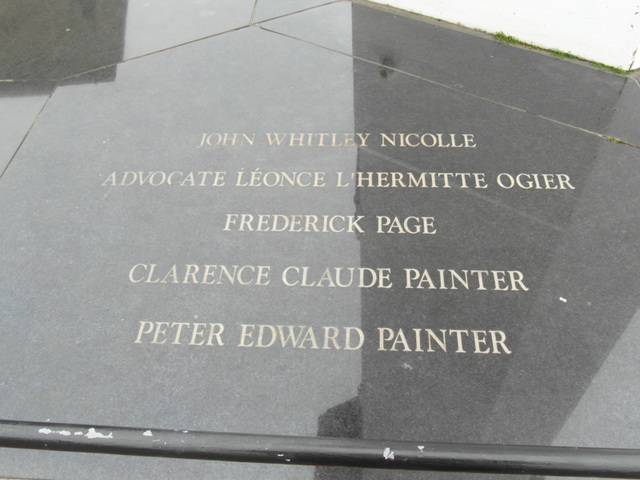 JOHN WHITLEY NICOLLE
ADVOCATE LÉONCE L'HERMITTE OGIER
FREDERICK PAGE
CLARENCE CLAUDE PAINTER
PETER EDWARD PAINTER